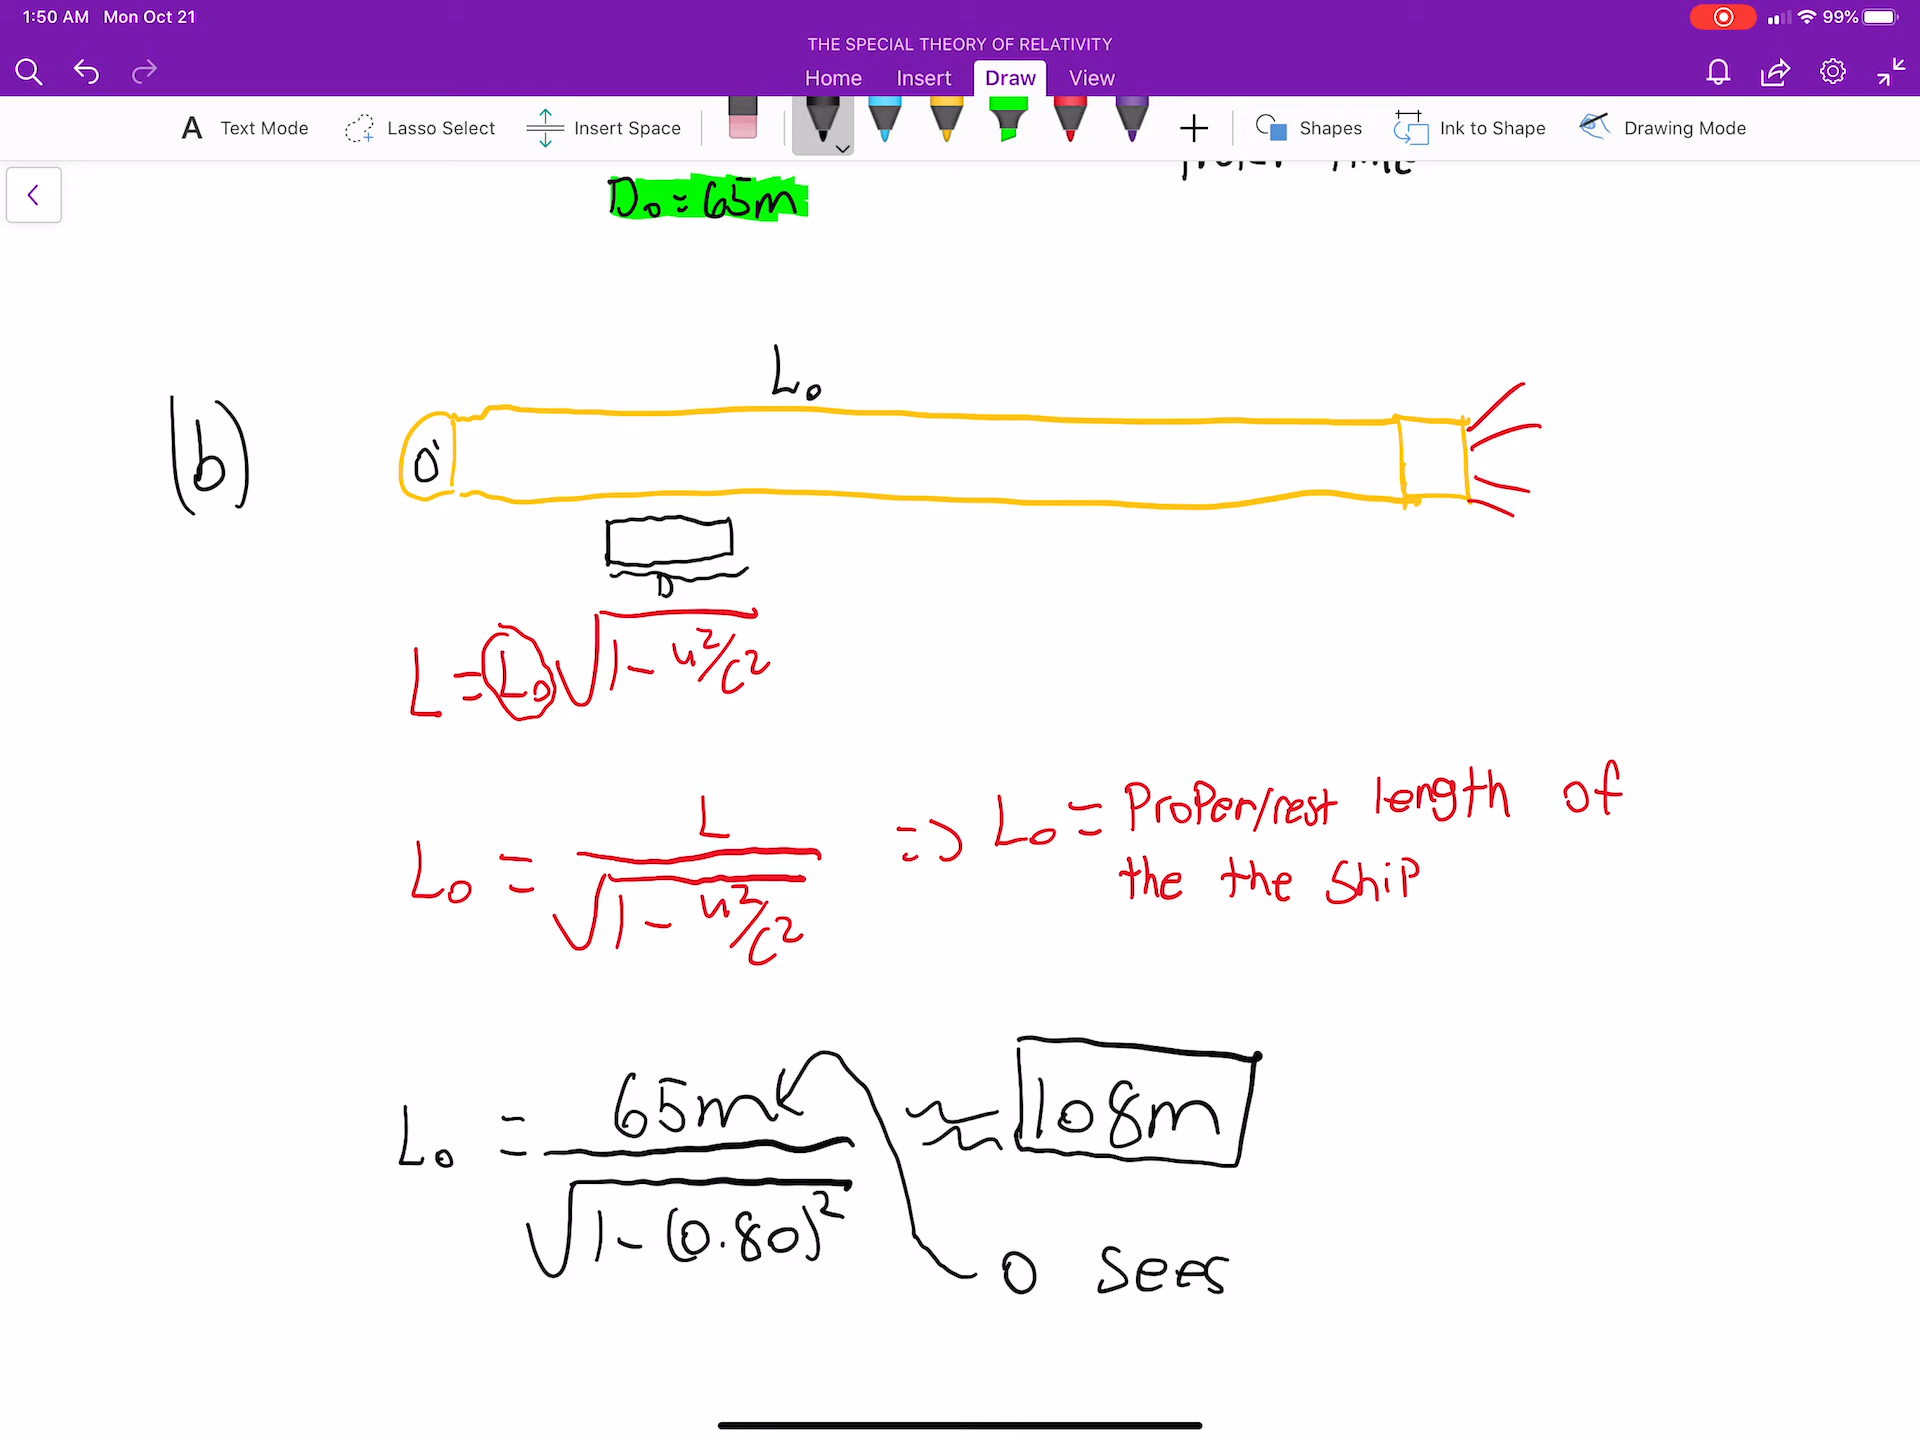 1:50 AM Mon Oct 21
99%
THE SPECIAL THEORY OF RELATIVITY
Home Insert Draw View
A Text Mode Lasso Select Insert Space Shapes Ink to Shape Drawing Mode
D₀ = 65m
L₀
(b)
O'
D
L = L₀ √1 - u²/c²
L₀ = L / √1 - u²/c² => L₀ = Proper/rest length of
the the ship
L₀ = 65m / √1 - (0.80)² ≈ 108m
O sees